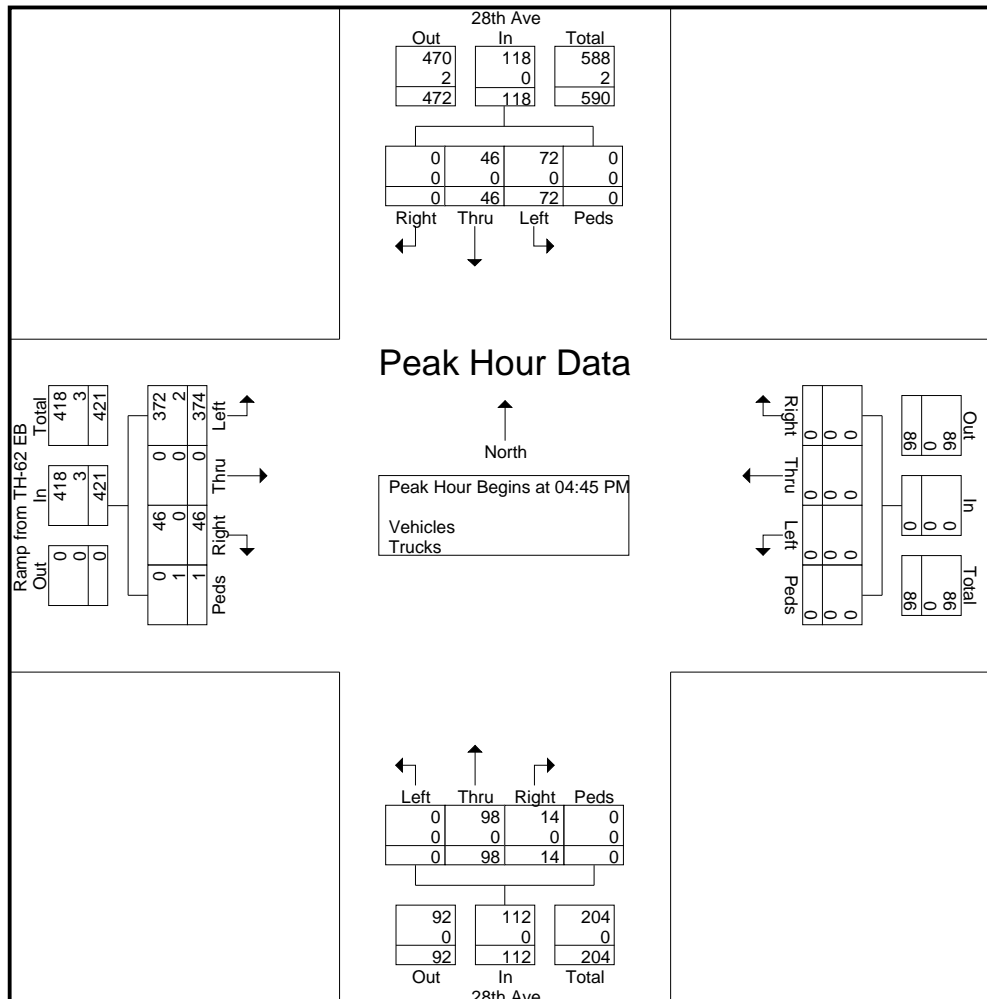 28th Ave
Out In Total
470 118 588
2 0 2
472 118 590
0 46 72 0
0 0 0 0
0 46 72 0
Right Thru Left Peds
Peak Hour Data
North
Peak Hour Begins at 04:45 PM
Vehicles
Trucks
Ramp from TH-62 EB
Out In Total
0 418 418
0 3 3
0 421 421
0 46 0 372
1 0 0 2
1 46 0 374
Peds Right Thru Left
Out In Total
86 0 86
0 0 0
86 0 86
Right Thru Left Peds
0 0 0 0
0 0 0 0
0 0 0 0
Left Thru Right Peds
0 98 14 0
0 0 0 0
0 98 14 0
92 112 204
0 0 0
92 112 204
Out In Total
28th Ave